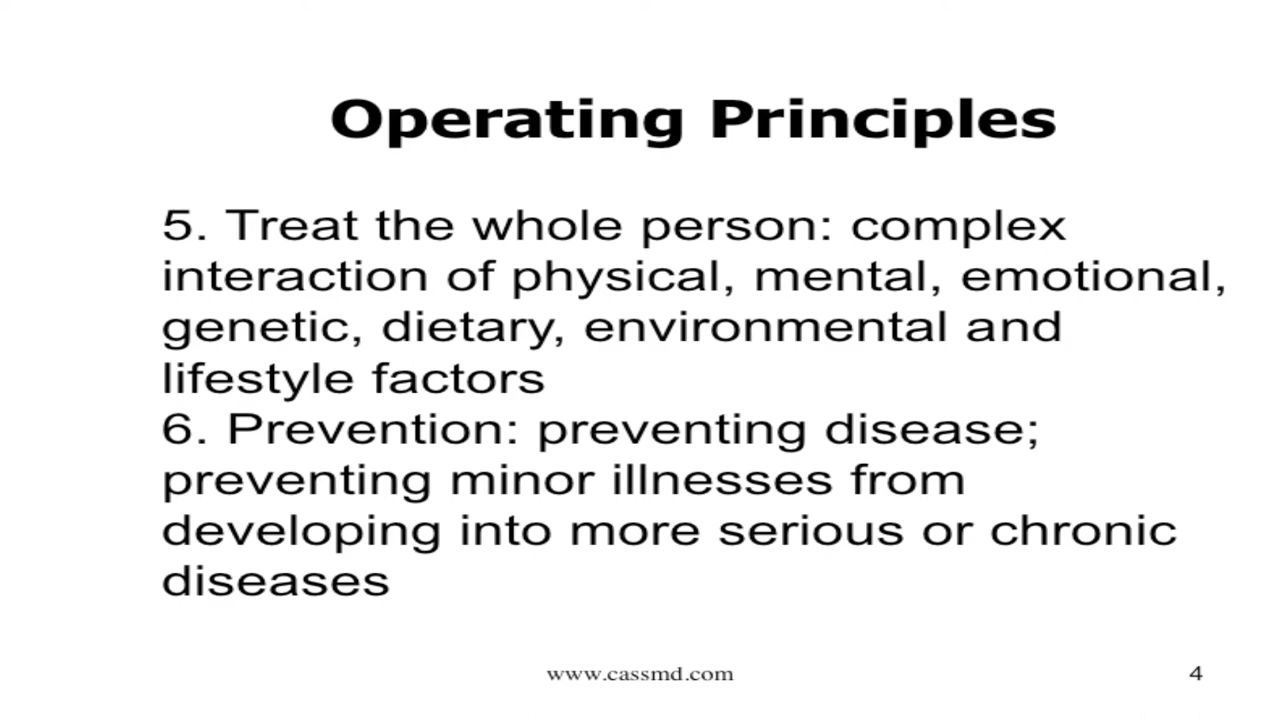 Operating Principles
5. Treat the whole person: complex
interaction of physical, mental, emotional,
genetic, dietary, environmental and
lifestyle factors
6. Prevention: preventing disease;
preventing minor illnesses from
developing into more serious or chronic
diseases
www.cassmd.com
4